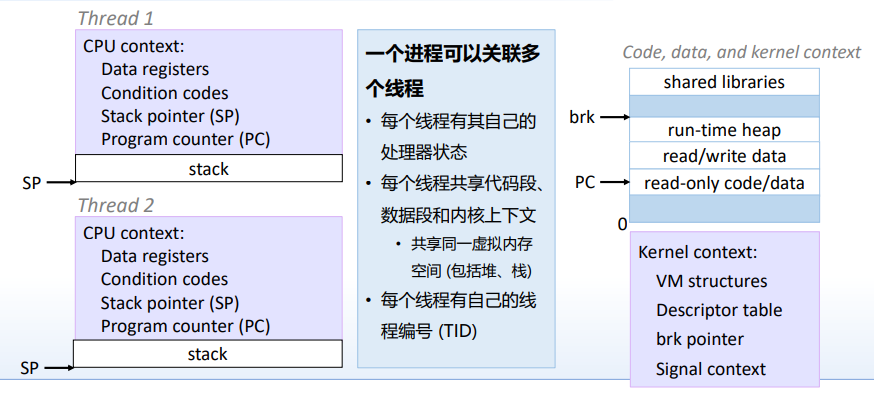 Thread 1
CPU context:
Data registers
Condition codes
Stack pointer (SP)
Program counter (PC)
stack
SP
Thread 2
CPU context:
Data registers
Condition codes
Stack pointer (SP)
Program counter (PC)
stack
SP
一个进程可以关联多
个线程
• 每个线程有其自己的
处理器状态
• 每个线程共享代码段、
数据段和内核上下文
• 共享同一虚拟内存
空间 (包括堆、栈)
• 每个线程有自己的线
程编号 (TID)
Code, data, and kernel context
shared libraries
brk
run-time heap
read/write data
PC
read-only code/data
0
Kernel context:
VM structures
Descriptor table
brk pointer
Signal context